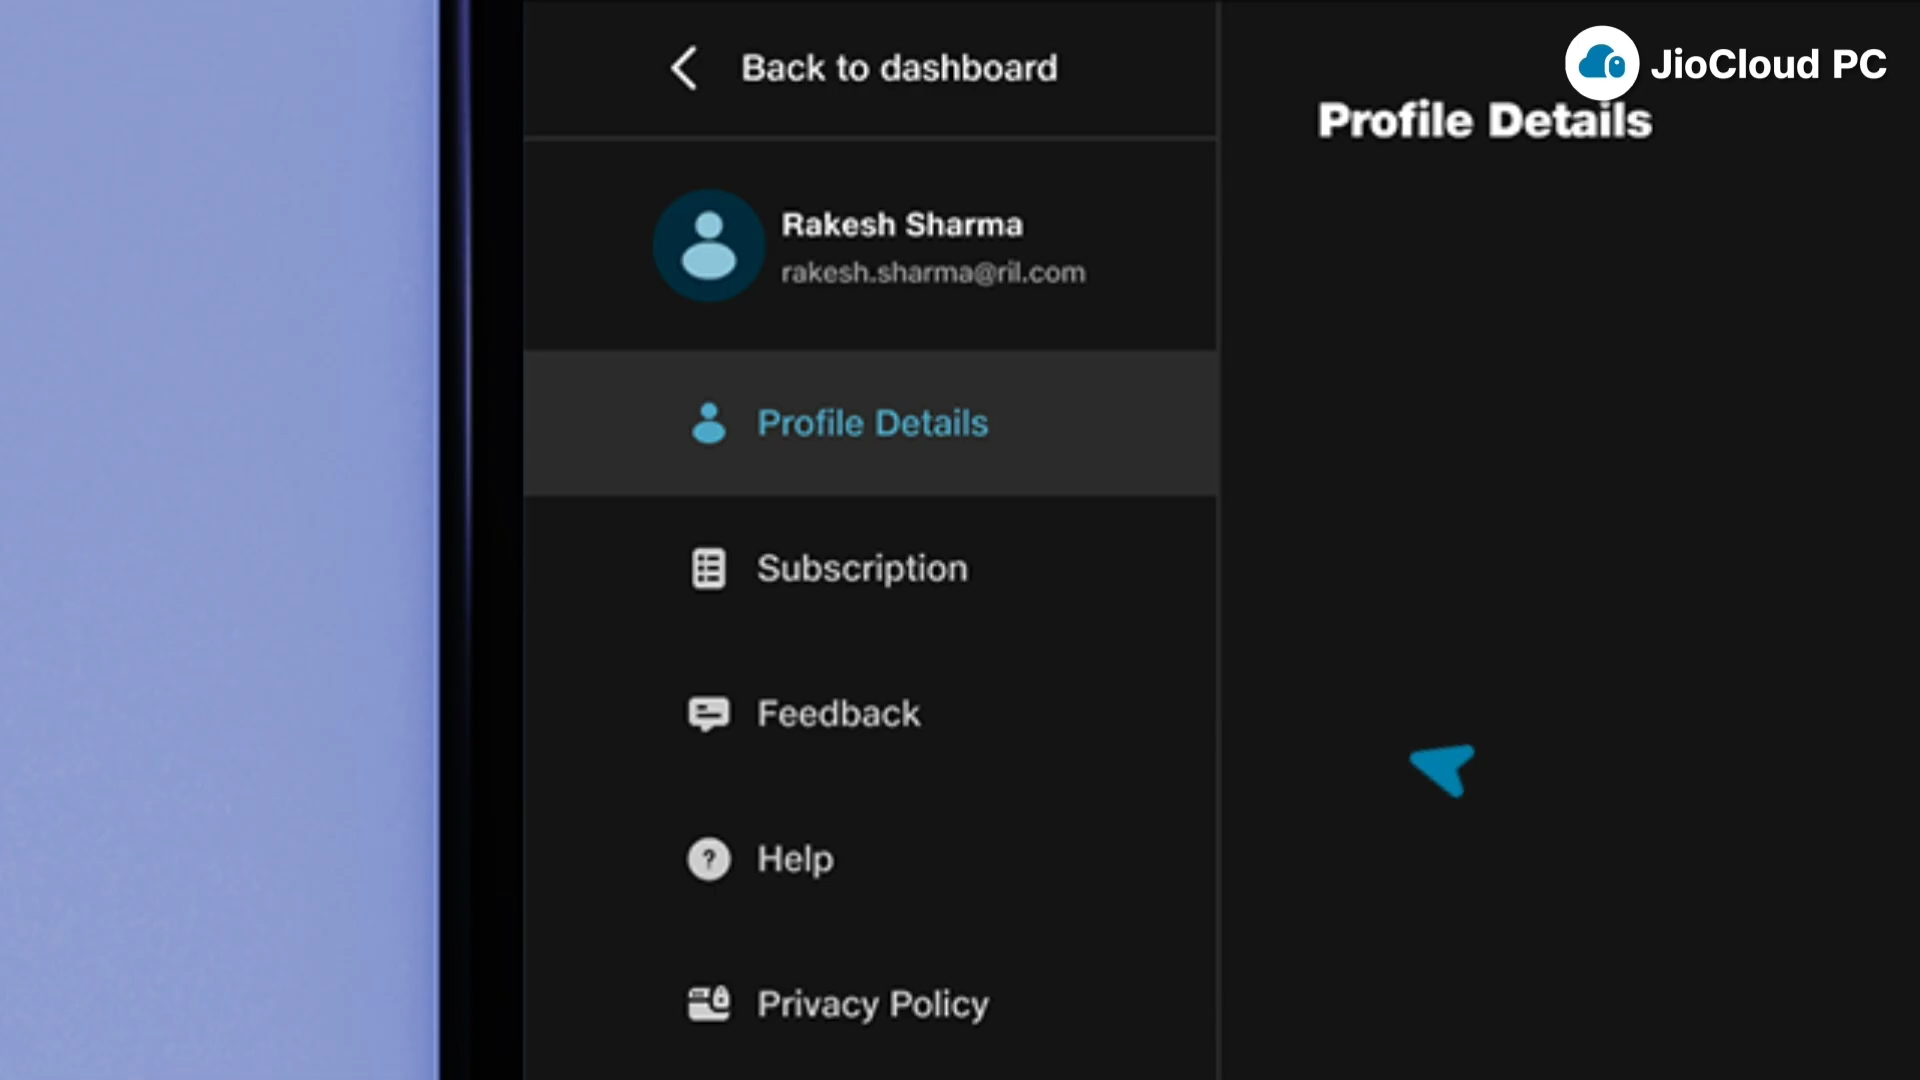 Back to dashboard
JioCloud PC
Profile Details
Rakesh Sharma
rakesh.sharma@ril.com
Profile Details
Subscription
Feedback
Help
Privacy Policy